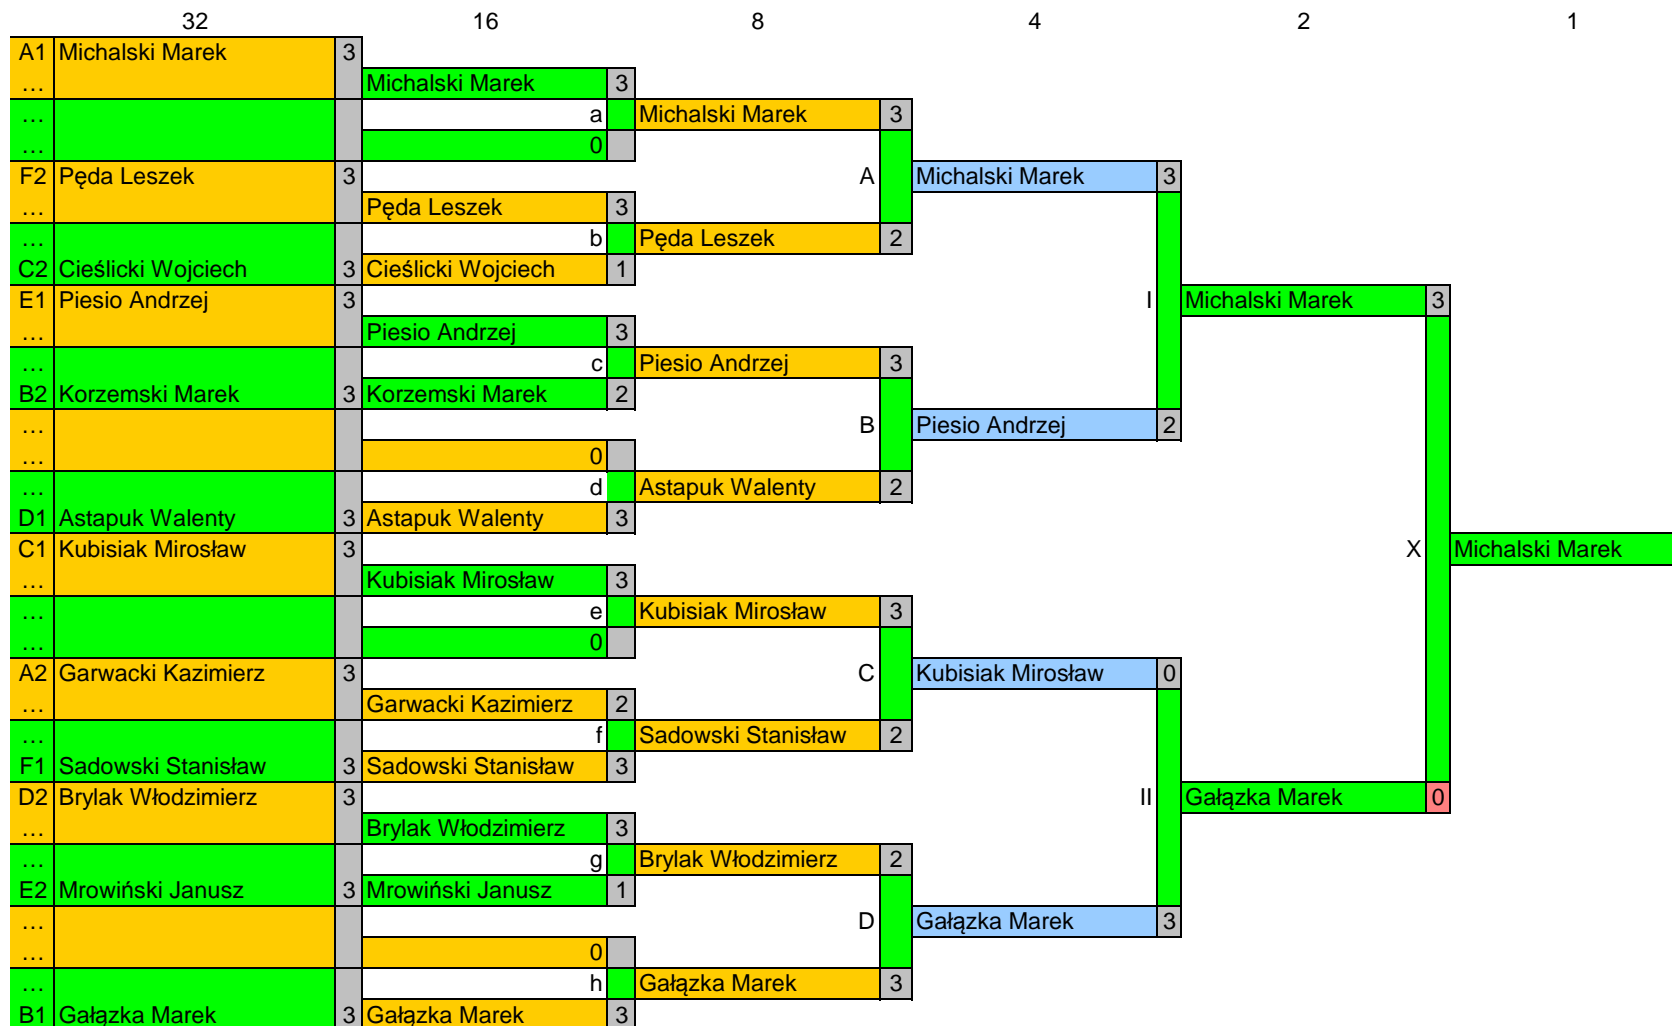 32 16 8 4 2 1
A1 Michalski Marek 3
… Michalski Marek 3
… a Michalski Marek 3
… 0
F2 Pęda Leszek 3 A Michalski Marek 3
… Pęda Leszek 3
… b Pęda Leszek 2
C2 Cieślicki Wojciech 3 Cieślicki Wojciech 1
E1 Piesio Andrzej 3 I Michalski Marek 3
… Piesio Andrzej 3
… c Piesio Andrzej 3
B2 Korzemski Marek 3 Korzemski Marek 2
… B Piesio Andrzej 2
… 0
… d Astapuk Walenty 2
D1 Astapuk Walenty 3 Astapuk Walenty 3
C1 Kubisiak Mirosław 3 X Michalski Marek
… Kubisiak Mirosław 3
… e Kubisiak Mirosław 3
… 0
A2 Garwacki Kazimierz 3 C Kubisiak Mirosław 0
… Garwacki Kazimierz 2
… f Sadowski Stanisław 2
F1 Sadowski Stanisław 3 Sadowski Stanisław 3
D2 Brylak Włodzimierz 3 II Gałązka Marek 0
… Brylak Włodzimierz 3
… g Brylak Włodzimierz 2
E2 Mrowiński Janusz 3 Mrowiński Janusz 1
… D Gałązka Marek 3
… 0
… h Gałązka Marek 3
B1 Gałązka Marek 3 Gałązka Marek 3